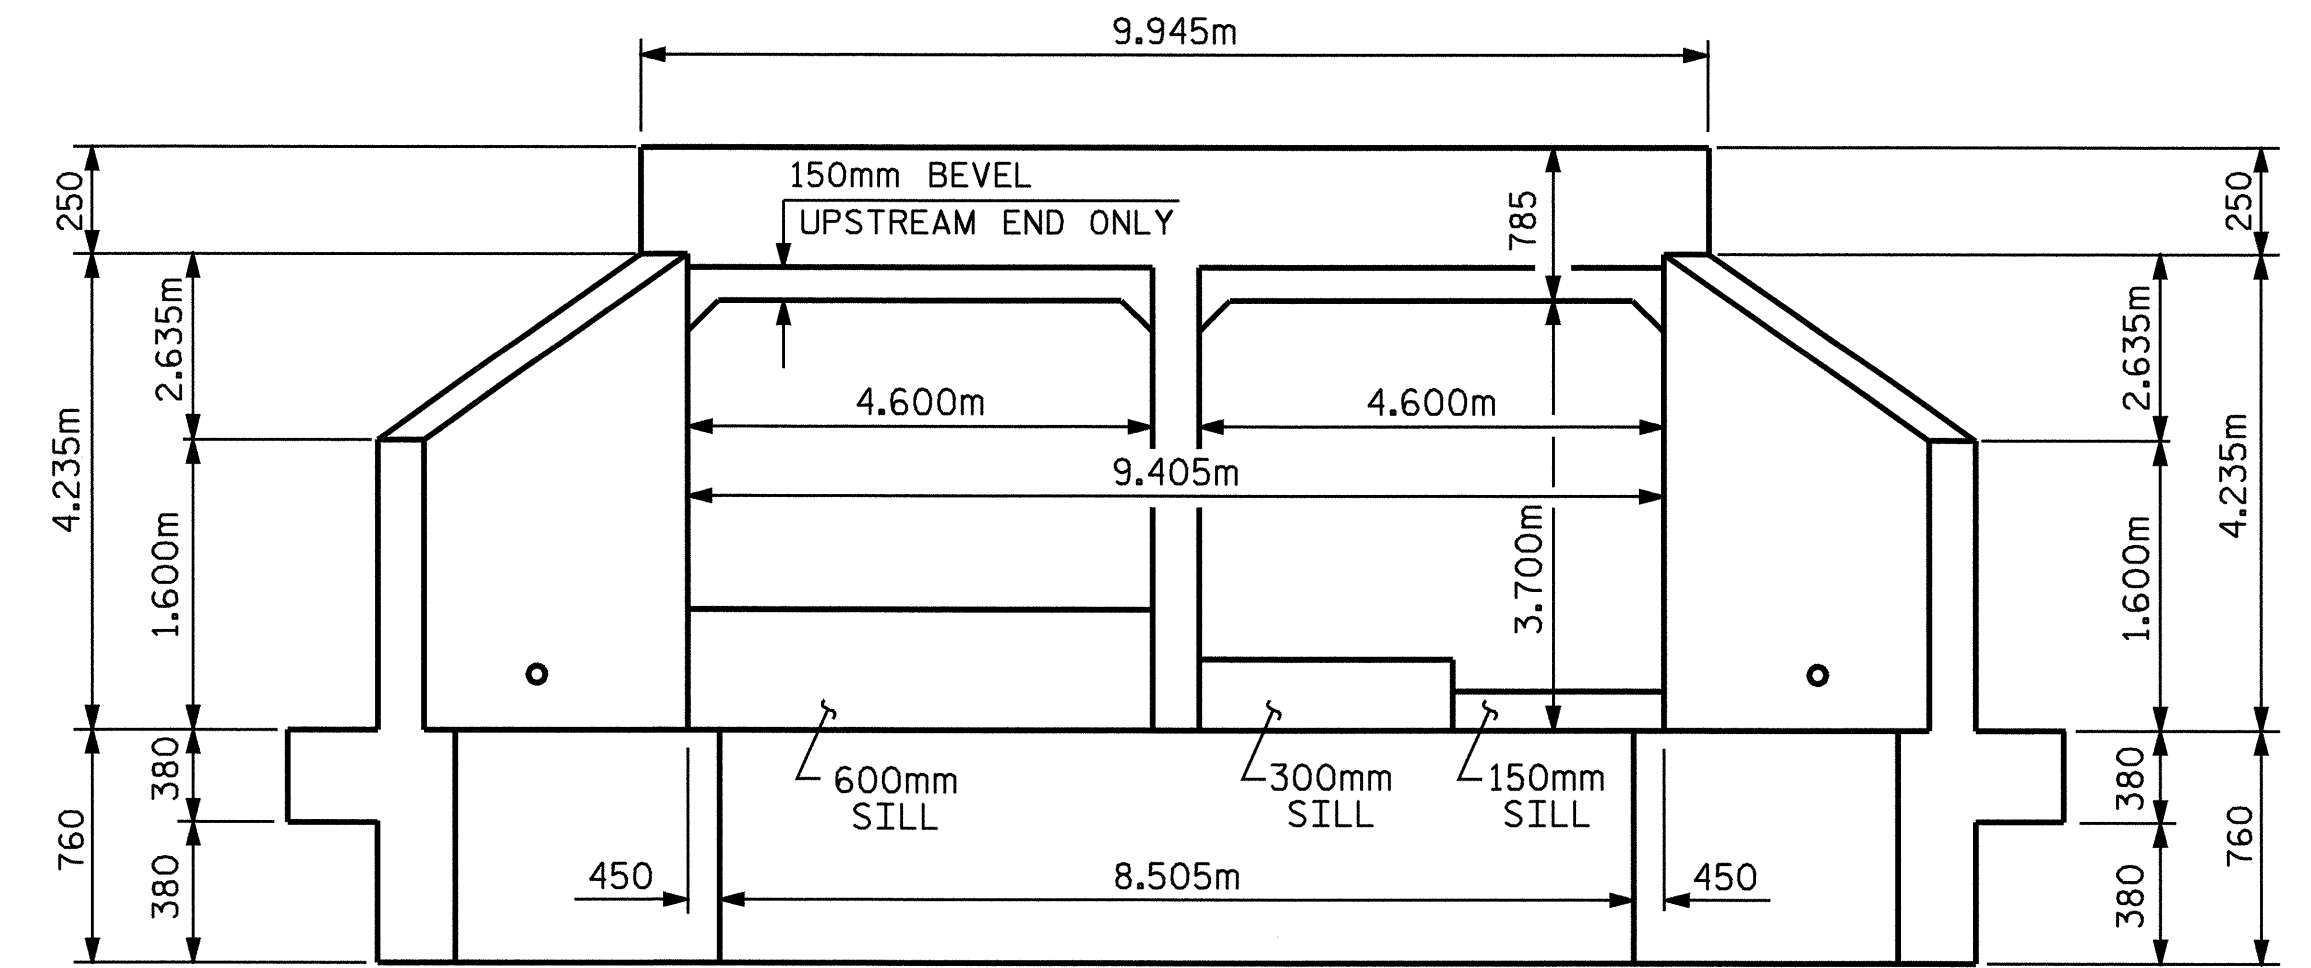 9.945m
150mm BEVEL
UPSTREAM END ONLY
785
250
250
2.635m
2.635m
4.235m
4.235m
4.600m
4.600m
9.405m
3.700m
1.600m
1.600m
600mm
SILL
300mm
SILL
150mm
SILL
380
380
760
760
450
8.505m
450
380
380